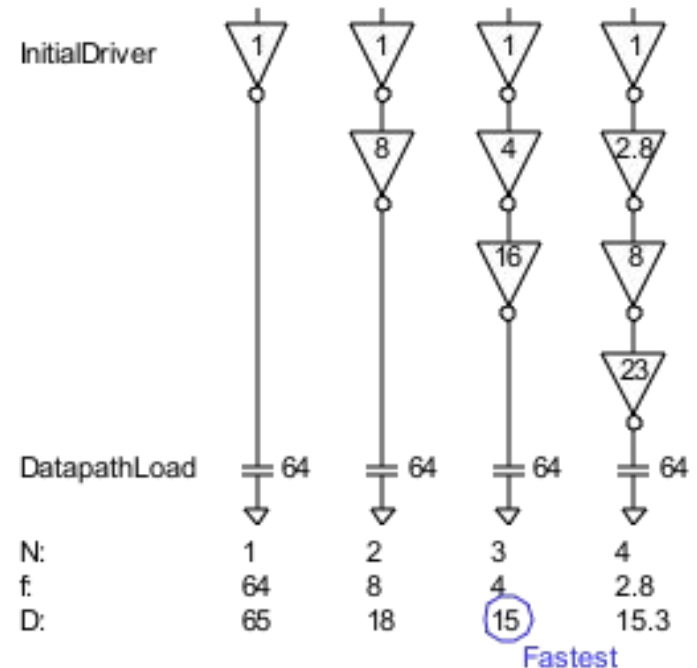 InitialDriver 1 1 1 1
8 4 2.8
16 8
23
DatapathLoad 64 64 64 64
N: 1 2 3 4
f: 64 8 4 2.8
D: 65 18 15 15.3
Fastest